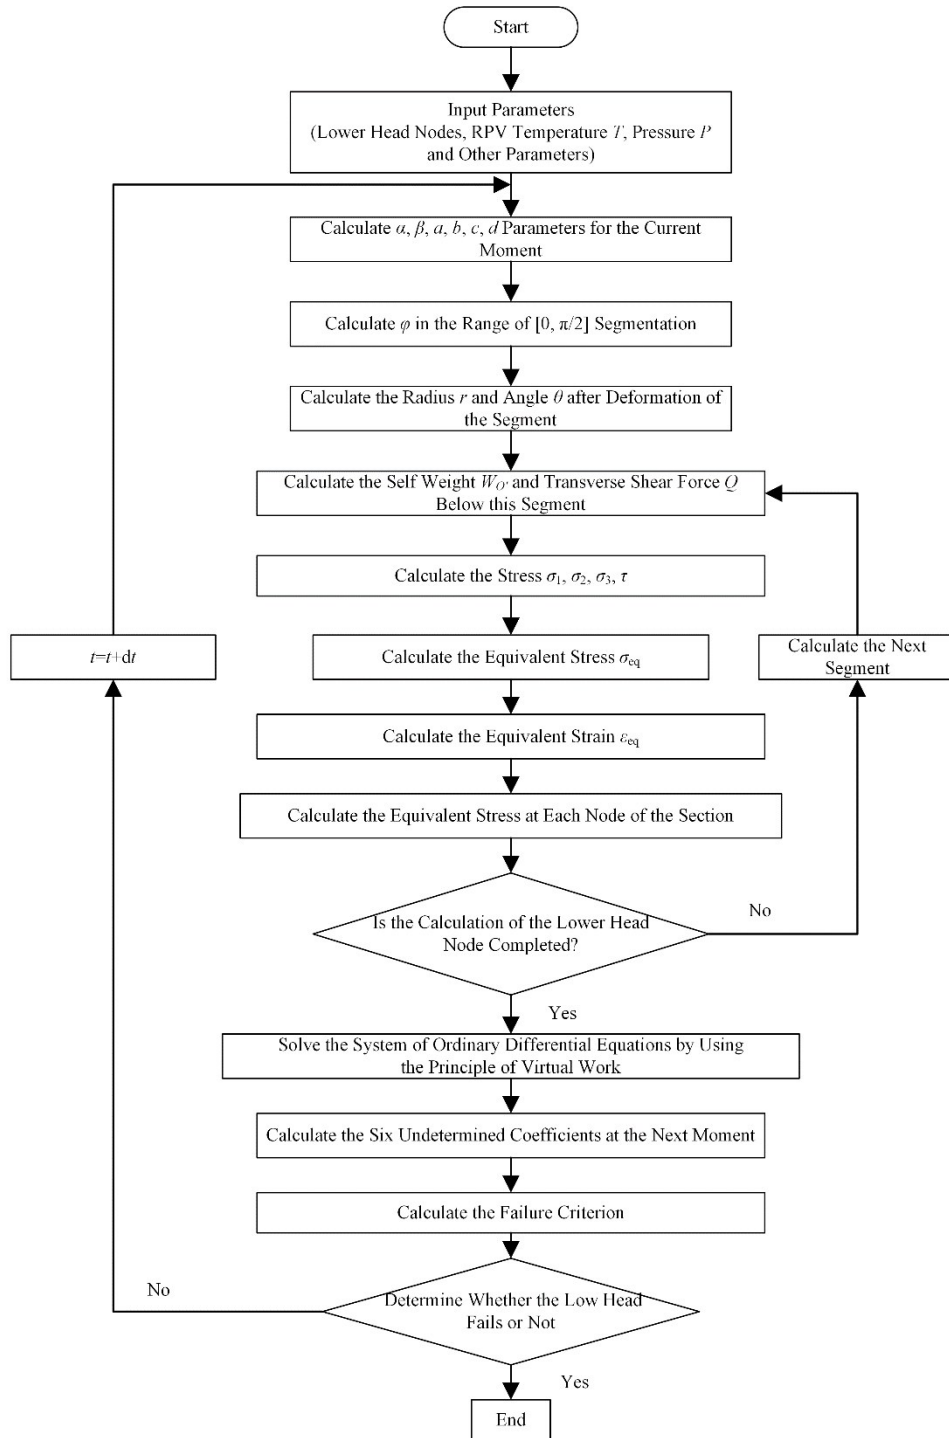 Start
Input Parameters
(Lower Head Nodes, RPV Temperature T, Pressure P
and Other Parameters)
Calculate α, β, a, b, c, d Parameters for the Current
Moment
Calculate φ in the Range of [0, π/2] Segmentation
Calculate the Radius r and Angle θ after Deformation of
the Segment
Calculate the Self Weight W_O' and Transverse Shear Force Q
Below this Segment
Calculate the Stress σ₁, σ₂, σ₃, τ
t=t+dt
Calculate the Equivalent Stress σeq
Calculate the Next
Segment
Calculate the Equivalent Strain εeq
Calculate the Equivalent Stress at Each Node of the Section
Is the Calculation of the Lower Head
Node Completed?
No
Yes
Solve the System of Ordinary Differential Equations by Using
the Principle of Virtual Work
Calculate the Six Undetermined Coefficients at the Next Moment
Calculate the Failure Criterion
No
Determine Whether the Low Head
Fails or Not
Yes
End